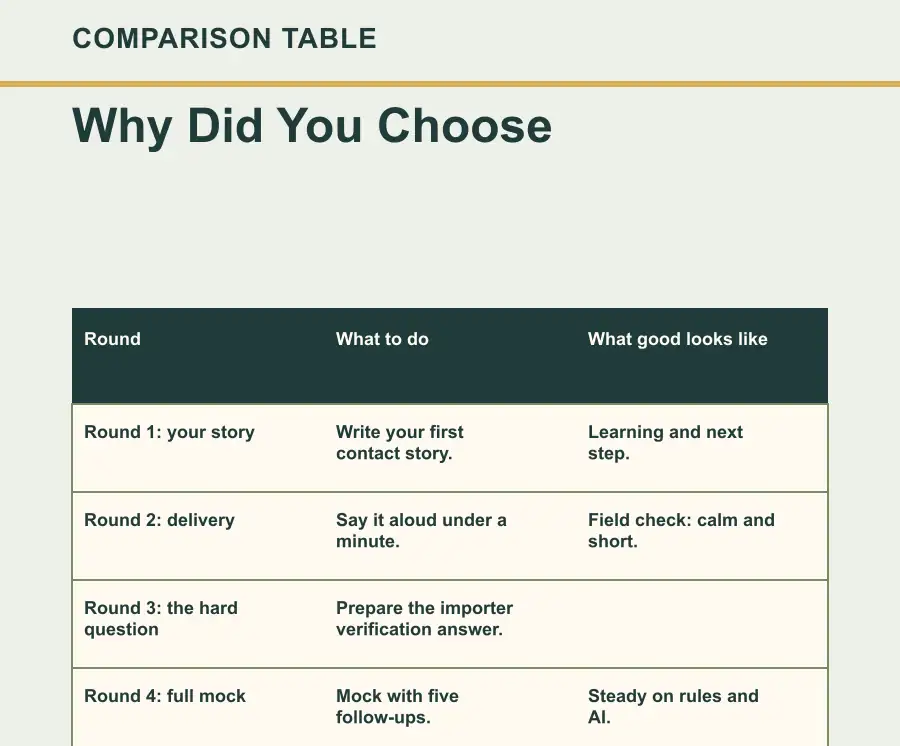 COMPARISON TABLE
Why Did You Choose
Round What to do What good looks like
Round 1: your story
Write your first
contact story.
Learning and next
step.
Round 2: delivery
Say it aloud under a
minute.
Field check: calm and
short.
Round 3: the hard
question
Prepare the importer
verification answer.
Round 4: full mock
Mock with five
follow-ups.
Steady on rules and
AI.